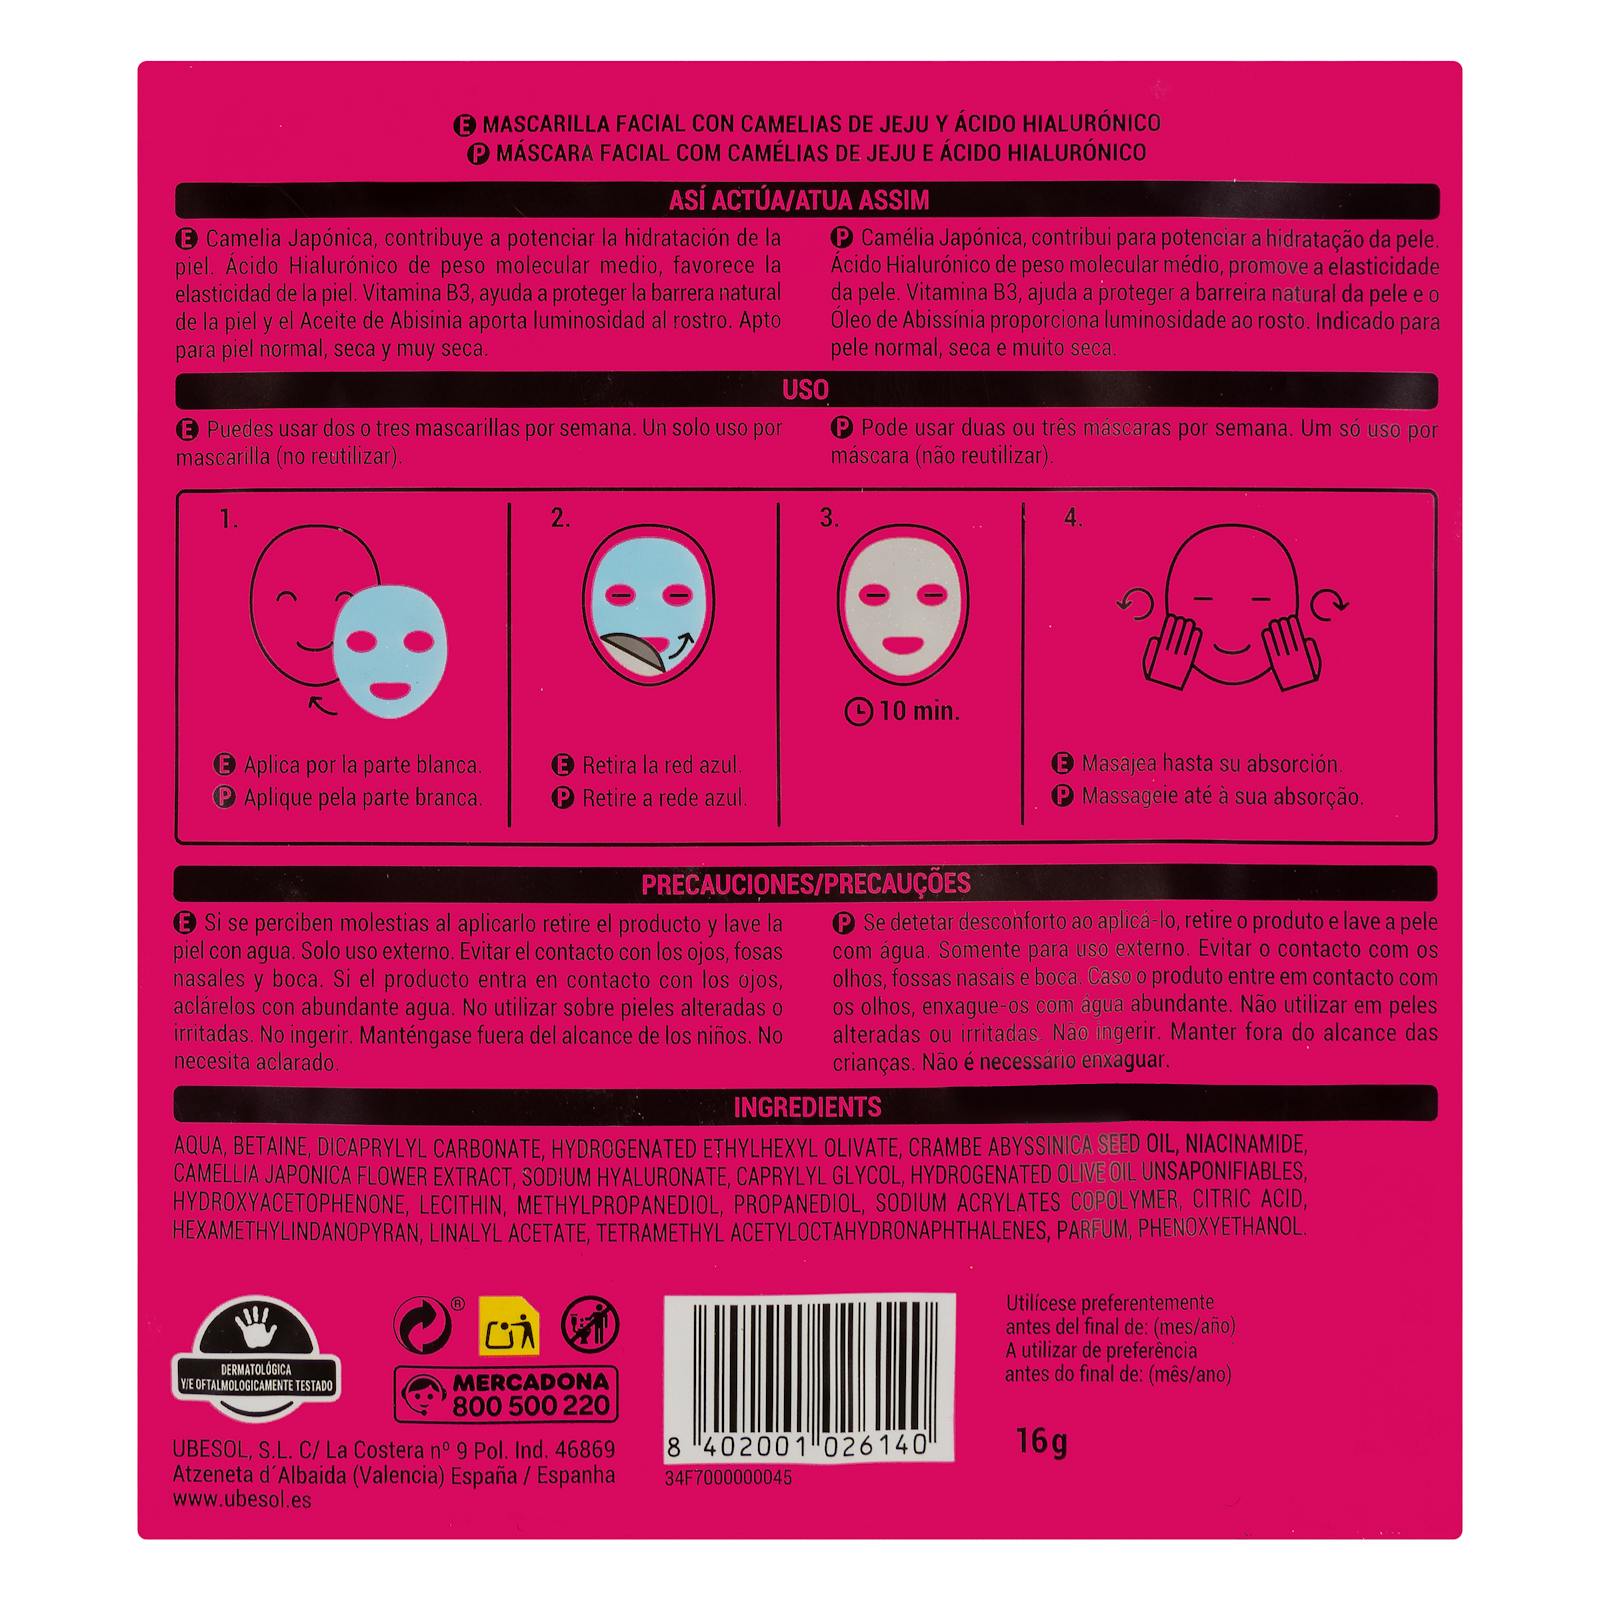 E MASCARILLA FACIAL CON CAMELIAS DE JEJU Y ÁCIDO HIALURÓNICO
P MÁSCARA FACIAL COM CAMÉLIAS DE JEJU E ÁCIDO HIALURÓNICO
ASÍ ACTÚA/ATUA ASSIM
E Camelia Japónica, contribuye a potenciar la hidratación de la
piel. Ácido Hialurónico de peso molecular medio, favorece la
elasticidad de la piel. Vitamina B3, ayuda a proteger la barrera natural
de la piel y el Aceite de Abisinia aporta luminosidad al rostro. Apto
para piel normal, seca y muy seca.
P Camélia Japónica, contribui para potenciar a hidratação da pele.
Ácido Hialurónico de peso molecular médio, promove a elasticidade
da pele. Vitamina B3, ajuda a proteger a barreira natural da pele e o
Óleo de Abissínia proporciona luminosidade ao rosto. Indicado para
pele normal, seca e muito seca.
USO
E Puedes usar dos o tres mascarillas por semana. Un solo uso por
mascarilla (no reutilizar).
P Pode usar duas ou três máscaras por semana. Um só uso por
máscara (não reutilizar).
1.
E Aplica por la parte blanca.
P Aplique pela parte branca.
2.
E Retira la red azul.
P Retire a rede azul.
3.
10 min.
4.
E Masajea hasta su absorción.
P Massageie até à sua absorção.
PRECAUCIONES/PRECAUÇÕES
E Si se perciben molestias al aplicarlo retire el producto y lave la
piel con agua. Solo uso externo. Evitar el contacto con los ojos, fosas
nasales y boca. Si el producto entra en contacto con los ojos,
aclárelos con abundante agua. No utilizar sobre pieles alteradas o
irritadas. No ingerir. Manténgase fuera del alcance de los niños. No
necesita aclarado.
P Se detetar desconforto ao aplicá-lo, retire o produto e lave a pele
com água. Somente para uso externo. Evitar o contacto com os
olhos, fossas nasais e boca. Caso o produto entre em contacto com
os olhos, enxague-os com água abundante. Não utilizar em peles
alteradas ou irritadas. Não ingerir. Manter fora do alcance das
crianças. Não é necessário enxaguar.
INGREDIENTS
AQUA, BETAINE, DICAPRYLYL CARBONATE, HYDROGENATED ETHYLHEXYL OLIVATE, CRAMBE ABYSSINICA SEED OIL, NIACINAMIDE,
CAMELLIA JAPONICA FLOWER EXTRACT, SODIUM HYALURONATE, CAPRYLYL GLYCOL, HYDROGENATED OLIVE OIL UNSAPONIFIABLES,
HYDROXYACETOPHENONE, LECITHIN, METHYLPROPANEDIOL, PROPANEDIOL, SODIUM ACRYLATES COPOLYMER, CITRIC ACID,
HEXAMETHYLINDANOPYRAN, LINALYL ACETATE, TETRAMETHYL ACETYLOCTAHYDRONAPHTHALENES, PARFUM, PHENOXYETHANOL.
DERMATOLÓGICA
Y/E OFTALMOLOGICAMENTE TESTADO
®
MERCADONA
800 500 220
UBESOL, S.L. C/ La Costera nº 9 Pol. Ind. 46869
Atzeneta d´Albaida (Valencia) España / Espanha
www.ubesol.es
8 402001 026140
34F7000000045
Utilícese preferentemente
antes del final de: (mes/año)
A utilizar de preferência
antes do final de: (mês/ano)
16g